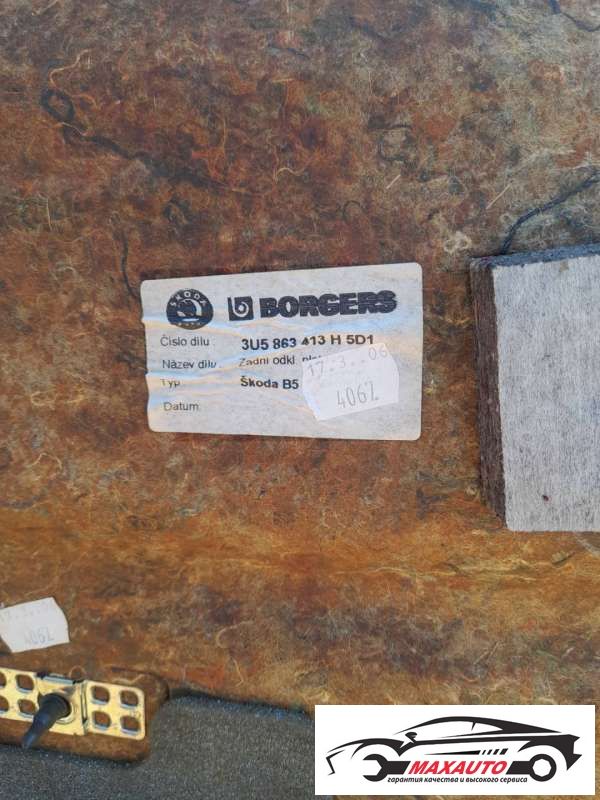 ŠKODA
BORGERS
Číslo dílu: 3U5 863 413 H 5D1
Název dílu: Zadní odkl.
Typ Škoda B5
17.3. 06
4062
Datum:
4062
MAXAUTO
гарантия качества и высокого сервиса